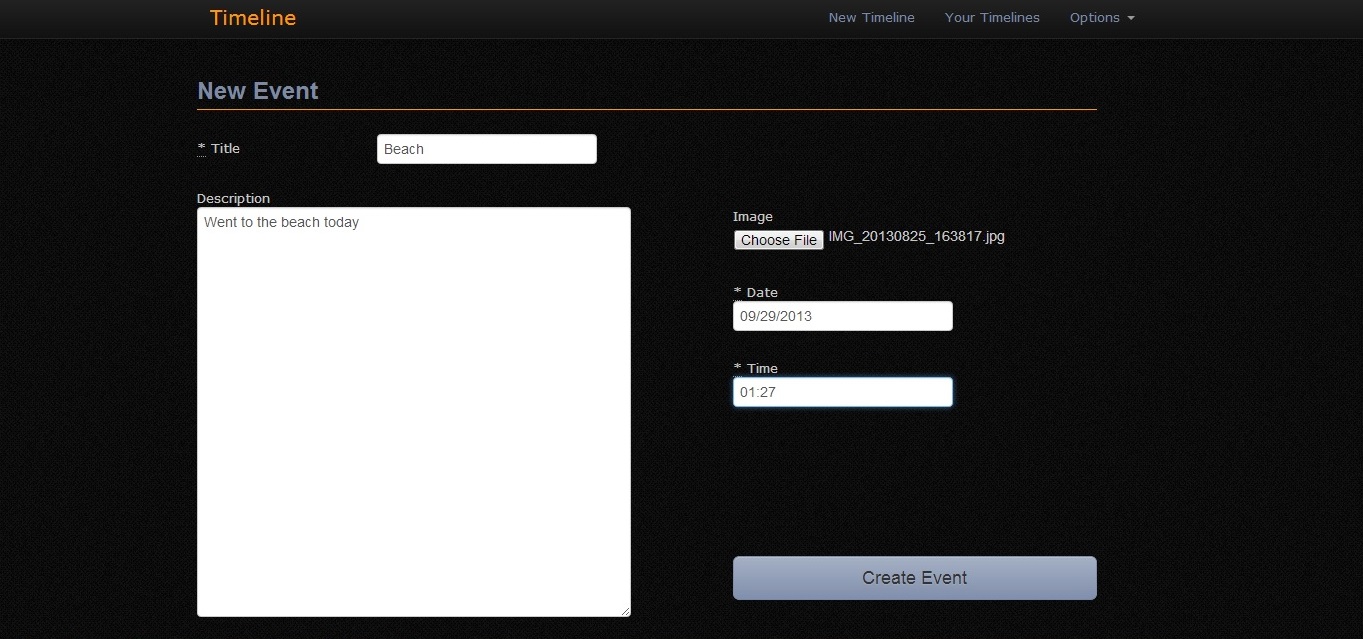 Timeline New Timeline Your Timelines Options
New Event
* Title Beach
Description
Went to the beach today
Image
Choose File IMG_20130825_163817.jpg
* Date
09/29/2013
* Time
01:27
Create Event